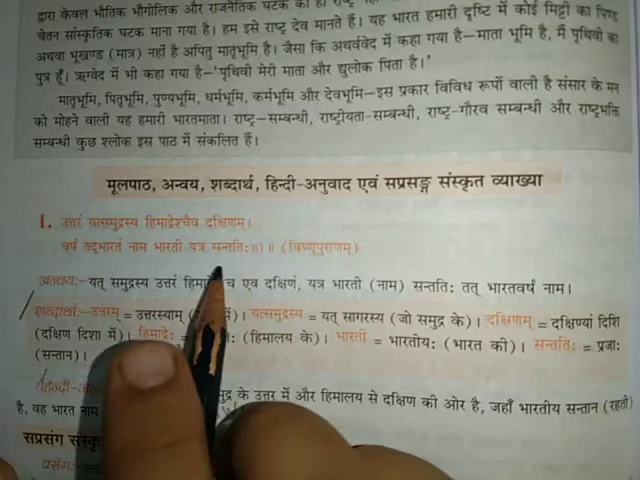 द्वारा केवल भौतिक भौगोलिक और राजनैतिक घटक को ही राष्ट्र
चेतन सांस्कृतिक घटक माना गया है। हम इसे राष्ट्र देव मानते हैं। यह भारत हमारी दृष्टि में कोई मिट्टी का पिण्ड
अथवा भूखण्ड (मात्र) नहीं है अपितु मातृभूमि है। जैसा कि अथर्ववेद में कहा गया है—माता भूमि है, मैं पृथिवी का
पुत्र हूँ। ऋग्वेद में भी कहा गया है—'पृथिवी मेरी माता और द्युलोक पिता है।'
मातृभूमि, पितृभूमि, पुण्यभूमि, धर्मभूमि, कर्मभूमि और देवभूमि—इस प्रकार विविध रूपों वाली है संसार के मन
को मोहने वाली यह हमारी भारतमाता। राष्ट्र—सम्बन्धी, राष्ट्रीयता-सम्बन्धी, राष्ट्र-गौरव सम्बन्धी और राष्ट्रभक्ति
सम्बन्धी कुछ श्लोक इस पाठ में संकलित हैं।
मूलपाठ, अन्वय, शब्दार्थ, हिन्दी-अनुवाद एवं सप्रसङ्ग संस्कृत व्याख्या
1. उत्तरं यत्समुद्रस्य हिमाद्रेश्चैव दक्षिणम्।
वर्षं तद्भारतं नाम भारती यत्र सन्ततिः॥1॥ (विष्णुपुराणम्)
अन्वयः-यत् समुद्रस्य उत्तरं च एव दक्षिणं, यत्र भारती (नाम) सन्ततिः तत् भारतवर्षं नाम।
शब्दार्थाः-उत्तरम् = उत्तरस्याम् में)। यत्समुद्रस्य = यत् सागरस्य (जो समुद्र के)। दक्षिणम् = दक्षिण्यां दिशि
(दक्षिण दिशा में)। हिमाद्रेः = (हिमालय के)। भारती = भारतीयः (भारत की)। सन्ततिः = प्रजाः
(सन्तान)।
के उत्तर में और हिमालय से दक्षिण की ओर है, जहाँ भारतीय सन्तान (रहती)
है, वह भारत नाम
सप्रसंग
प्रसंगः-